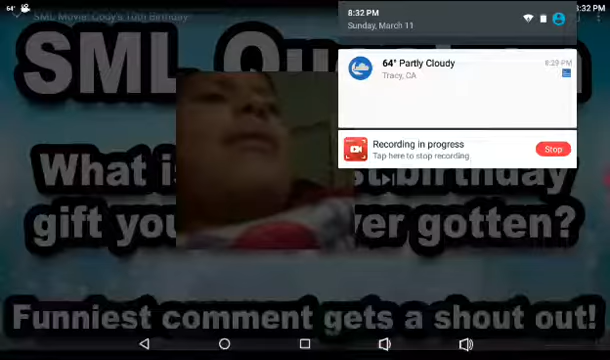 64°
8:32 PM
SML Movie: Cody's 10th Birthday
8:32 PM
Sunday, March 11
SML Qu
64° Partly Cloudy
8:29 PM
Tracy, CA
Recording in progress
Tap here to stop recording
Stop
What is st birthday
gift you ver gotten?
Funniest comment gets a shout out!